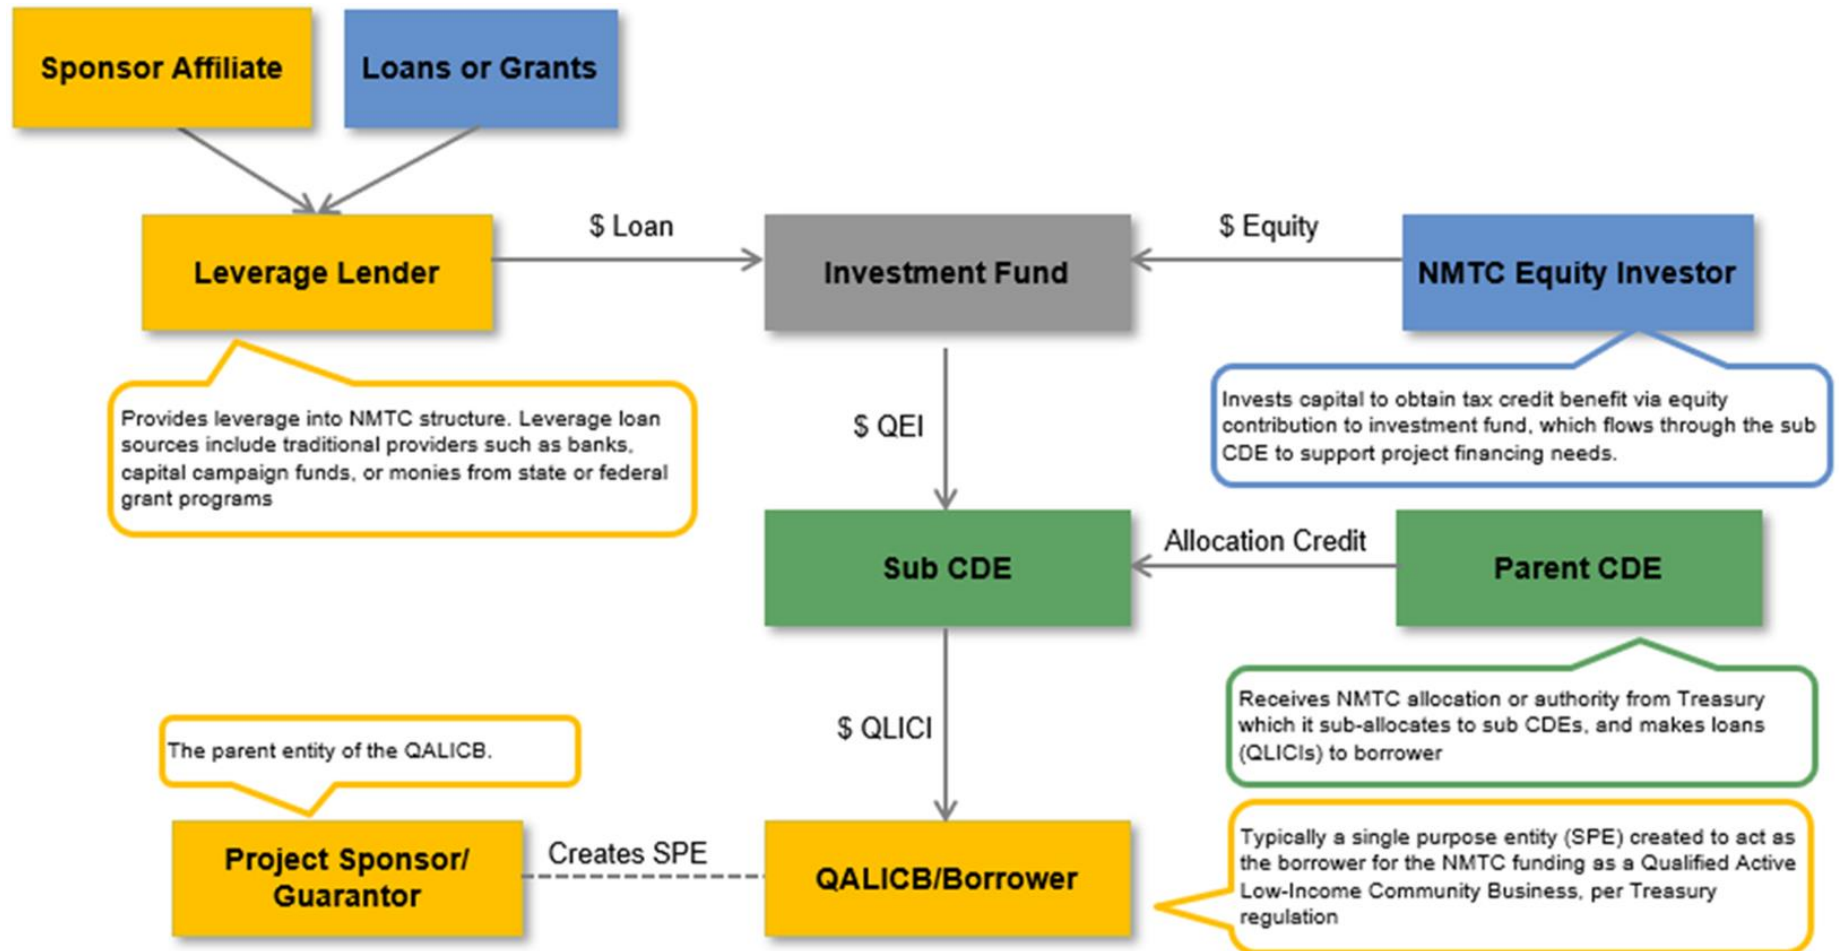 Sponsor Affiliate
Loans or Grants
Leverage Lender
$ Loan
Investment Fund
$ Equity
NMTC Equity Investor
Provides leverage into NMTC structure. Leverage loan
sources include traditional providers such as banks,
capital campaign funds, or monies from state or federal
grant programs
$ QEI
Invests capital to obtain tax credit benefit via equity
contribution to investment fund, which flows through the sub
CDE to support project financing needs.
Sub CDE
Allocation Credit
Parent CDE
$ QLICI
Receives NMTC allocation or authority from Treasury
which it sub-allocates to sub CDEs, and makes loans
(QLICIs) to borrower
The parent entity of the QALICB.
Project Sponsor/
Guarantor
Creates SPE
QALICB/Borrower
Typically a single purpose entity (SPE) created to act as
the borrower for the NMTC funding as a Qualified Active
Low-Income Community Business, per Treasury
regulation